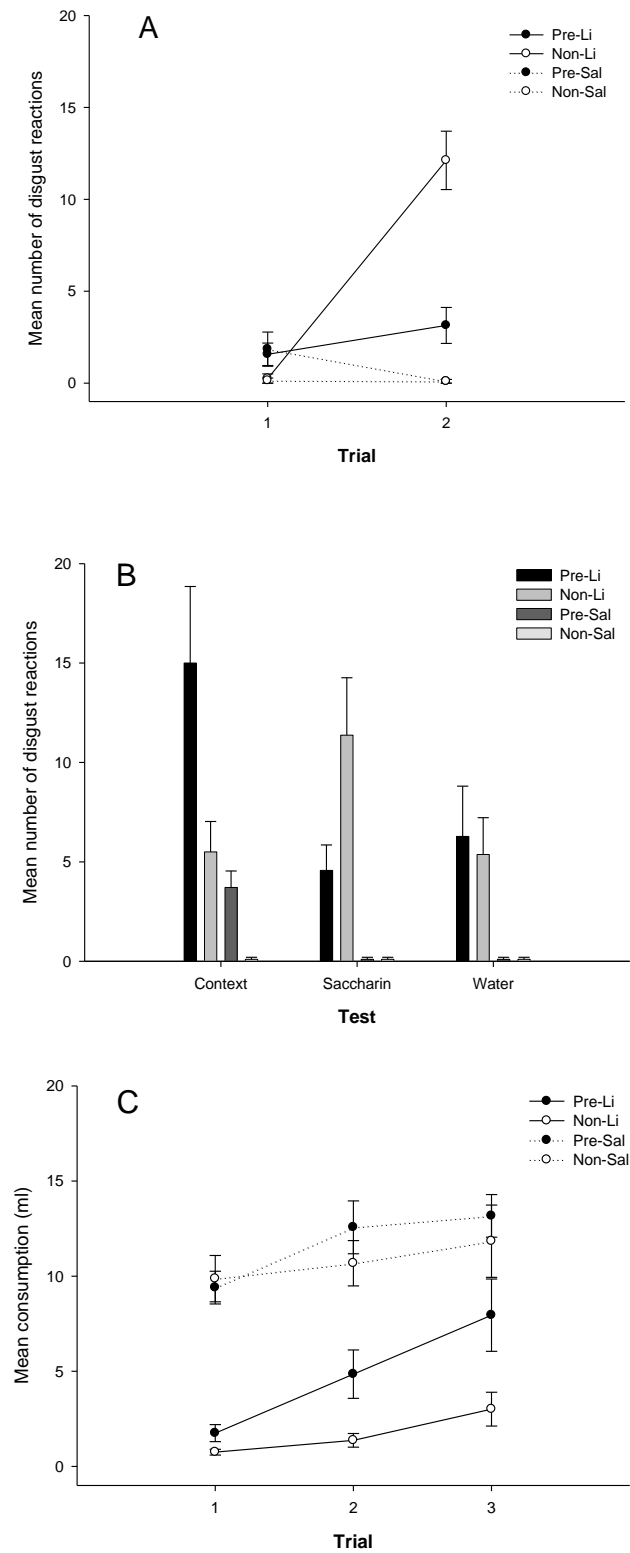 A
Pre-Li
Non-Li
Pre-Sal
Non-Sal
Mean number of disgust reactions
20
15
10
5
0
1 2
Trial
B
Pre-Li
Non-Li
Pre-Sal
Non-Sal
Mean number of disgust reactions
20
15
10
5
0
Context Saccharin Water
Test
C
Pre-Li
Non-Li
Pre-Sal
Non-Sal
Mean consumption (ml)
20
15
10
5
0
1 2 3
Trial